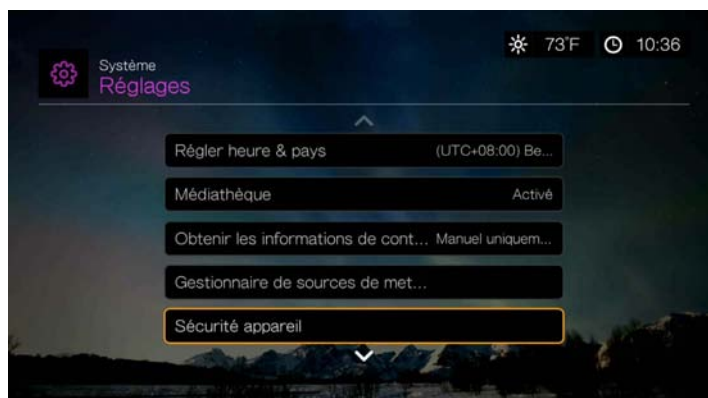 73°F 10:36
Système
Réglages
Régler heure & pays (UTC+08:00) Be...
Médiathèque Activé
Obtenir les informations de cont... Manuel uniquem...
Gestionnaire de sources de met...
Sécurité appareil